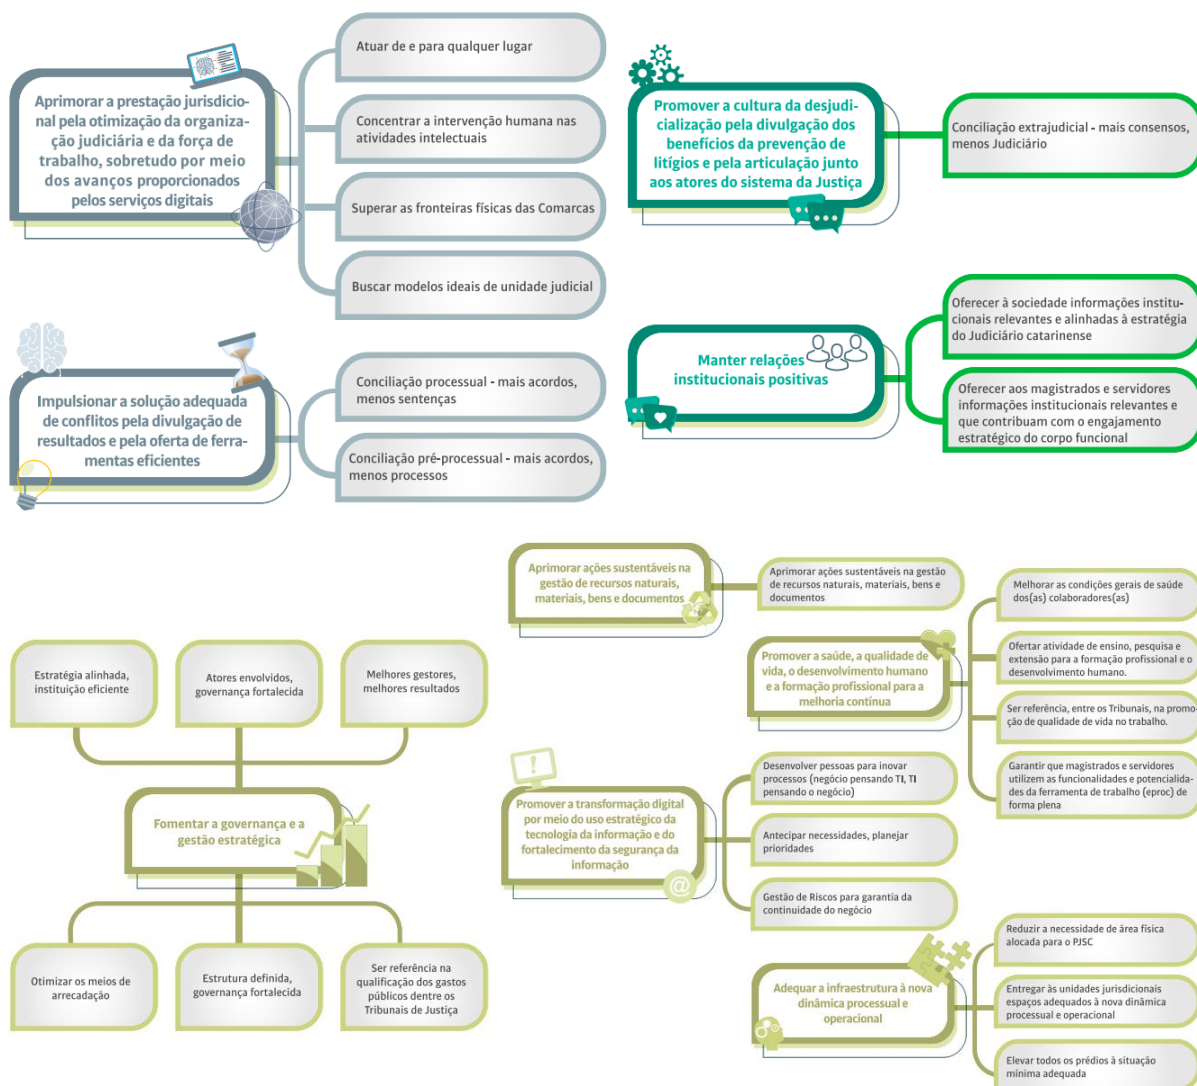 Aprimorar a prestação jurisdicio-
nal pela otimização da organiza-
ção judiciária e da força de
trabalho, sobretudo por meio
dos avanços proporcionados
pelos serviços digitais
Atuar de e para qualquer lugar
Concentrar a intervenção humana nas
atividades intelectuais
Superar as fronteiras físicas das Comarcas
Buscar modelos ideais de unidade judicial
Promover a cultura da desjudi-
cialização pela divulgação dos
benefícios da prevenção de
litígios e pela articulação junto
aos atores do sistema da Justiça
Conciliação extrajudicial - mais consensos,
menos Judiciário
Impulsionar a solução adequada
de conflitos pela divulgação de
resultados e pela oferta de ferra-
mentas eficientes
Conciliação processual - mais acordos,
menos sentenças
Conciliação pré-processual - mais acordos,
menos processos
Manter relações
institucionais positivas
Oferecer à sociedade informações institu-
cionais relevantes e alinhadas à estratégia
do Judiciário catarinense
Oferecer aos magistrados e servidores
informações institucionais relevantes e
que contribuam com o engajamento
estratégico do corpo funcional
Estratégia alinhada,
instituição eficiente
Atores envolvidos,
governança fortalecida
Melhores gestores,
melhores resultados
Fomentar a governança e a
gestão estratégica
Otimizar os meios de
arrecadação
Estrutura definida,
governança fortalecida
Ser referência na
qualificação dos gastos
públicos dentre os
Tribunais de Justiça
Aprimorar ações sustentáveis na
gestão de recursos naturais,
materiais, bens e documentos
Aprimorar ações sustentáveis na gestão
de recursos naturais, materiais, bens e
documentos
Promover a saúde, a qualidade de
vida, o desenvolvimento humano
e a formação profissional para a
melhoria contínua
Melhorar as condições gerais de saúde
dos(as) colaboradores(as)
Ofertar atividade de ensino, pesquisa e
extensão para a formação profissional e o
desenvolvimento humano.
Ser referência, entre os Tribunais, na promo-
ção de qualidade de vida no trabalho.
Garantir que magistrados e servidores
utilizem as funcionalidades e potencialida-
des da ferramenta de trabalho (eproc) de
forma plena
Promover a transformação digital
por meio do uso estratégico da
tecnologia da informação e do
fortalecimento da segurança da
informação
@
Desenvolver pessoas para inovar
processos (negócio pensando TI, TI
pensando o negócio)
Antecipar necessidades, planejar
prioridades
Gestão de Riscos para garantia da
continuidade do negócio
Adequar a infraestrutura à nova
dinâmica processual e
operacional
Reduzir a necessidade de área física
alocada para o PJSC
Entregar às unidades jurisdicionais
espaços adequados à nova dinâmica
processual e operacional
Elevar todos os prédios à situação
mínima adequada